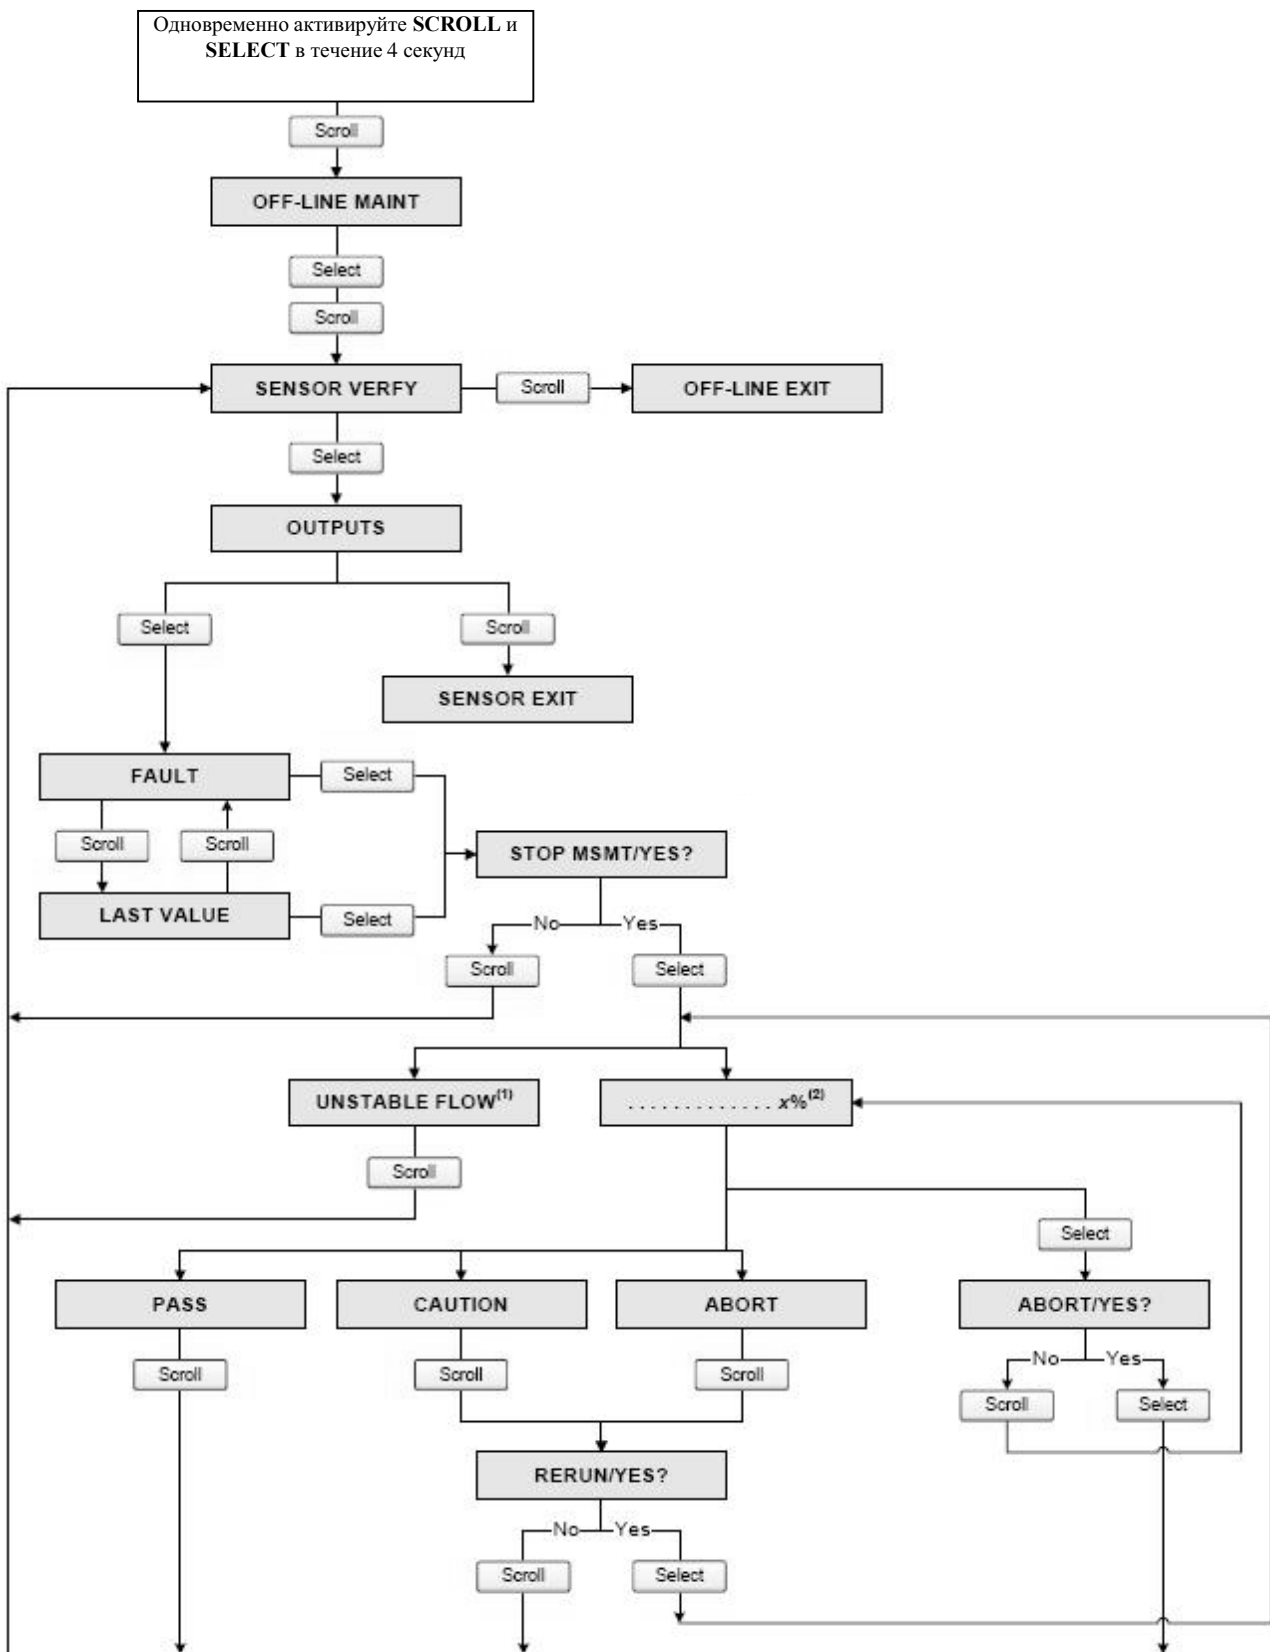 Одновременно активируйте SCROLL и
SELECT в течение 4 секунд
Scroll
OFF-LINE MAINT
Select
Scroll
SENSOR VERFY
Scroll
OFF-LINE EXIT
Select
OUTPUTS
Select
Scroll
SENSOR EXIT
FAULT
Select
Scroll
Scroll
STOP MSMT/YES?
LAST VALUE
Select
No
Yes
Scroll
Select
UNSTABLE FLOW(1)
. . . . . . . . . . . . . x%(2)
Scroll
Select
PASS
CAUTION
ABORT
ABORT/YES?
Scroll
Scroll
Scroll
No
Yes
Scroll
Select
RERUN/YES?
No
Yes
Scroll
Select